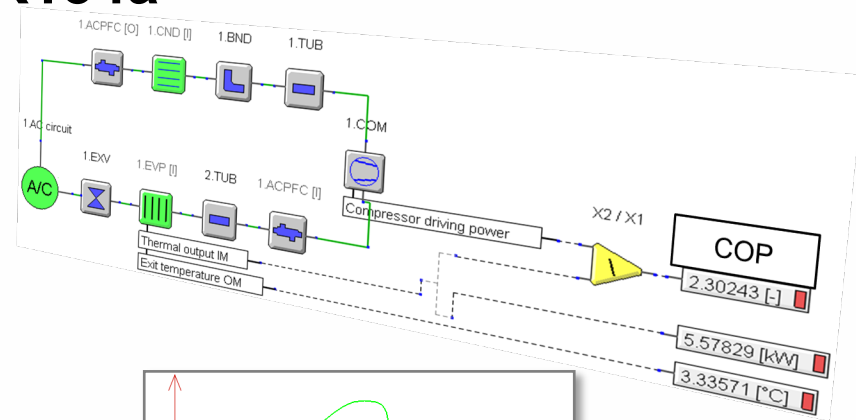 1.ACPFC [O]
1.CND [I]
1.BND
1.TUB
1.AC circuit
1.COM
1.EXV
1.EVP [I]
2.TUB
1.ACPFC [I]
A/C
Compressor driving power
X2 / X1
COP
Thermal output IM
Exit temperature OM
2.30243 [-]
5.57829 [kW]
3.33571 [°C]